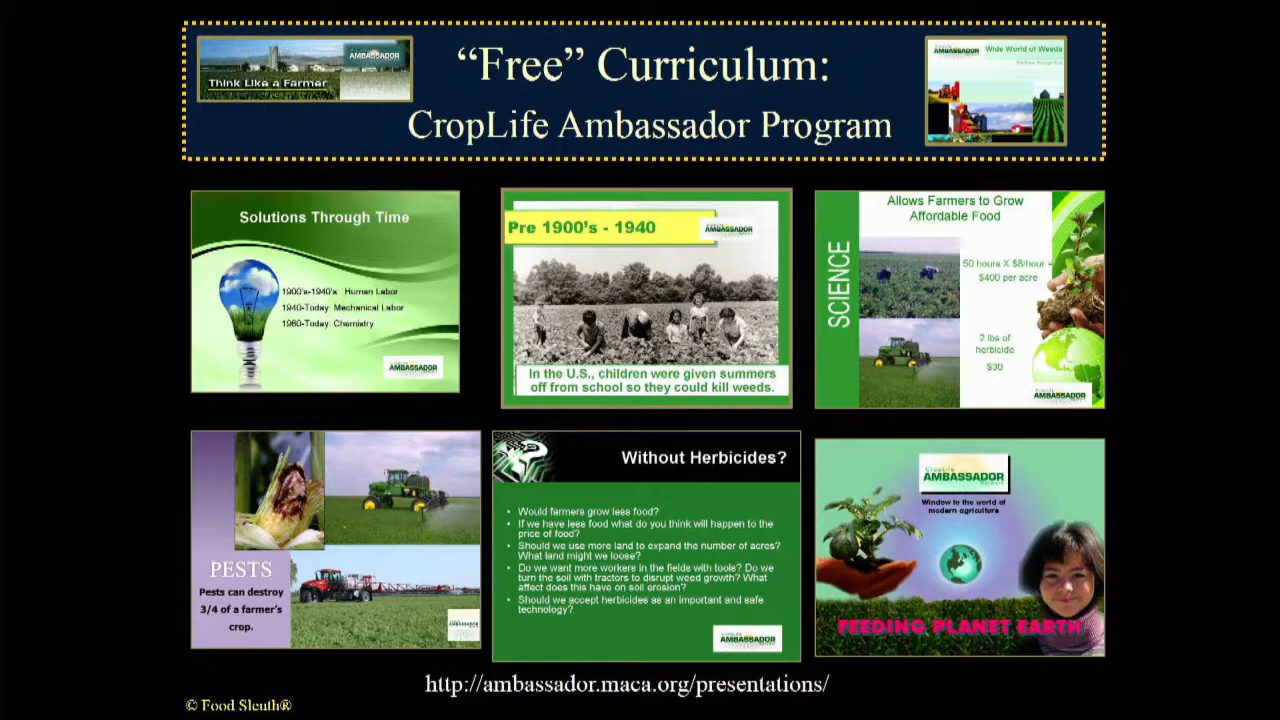 Think Like a Farmer
AMBASSADOR
"Free" Curriculum:
CropLife Ambassador Program
AMBASSADOR
Wide World of Weeds
Solutions Through Time
1900's-1940's Human Labor
1940-Today: Mechanical Labor
1960-Today: Chemistry
AMBASSADOR
Pre 1900's - 1940
AMBASSADOR
In the U.S., children were given summers
off from school so they could kill weeds.
SCIENCE
Allows Farmers to Grow
Affordable Food
50 hours X $8/hour =
$400 per acre
2 lbs of
herbicide
$30
AMBASSADOR
PESTS
Pests can destroy
3/4 of a farmer's
crop.
AMBASSADOR
Without Herbicides?
• Would farmers grow less food?
• If we have less food what do you think will happen to the
price of food?
• Should we use more land to expand the number of acres?
What land might we loose?
• Do we want more workers in the fields with tools? Do we
turn the soil with tractors to disrupt weed growth? What
affect does this have on soil erosion?
• Should we accept herbicides as an important and safe
technology?
AMBASSADOR
CropLife
AMBASSADOR
Network
Window to the world of
modern agriculture
FEEDING PLANET EARTH
http://ambassador.maca.org/presentations/
© Food Sleuth®